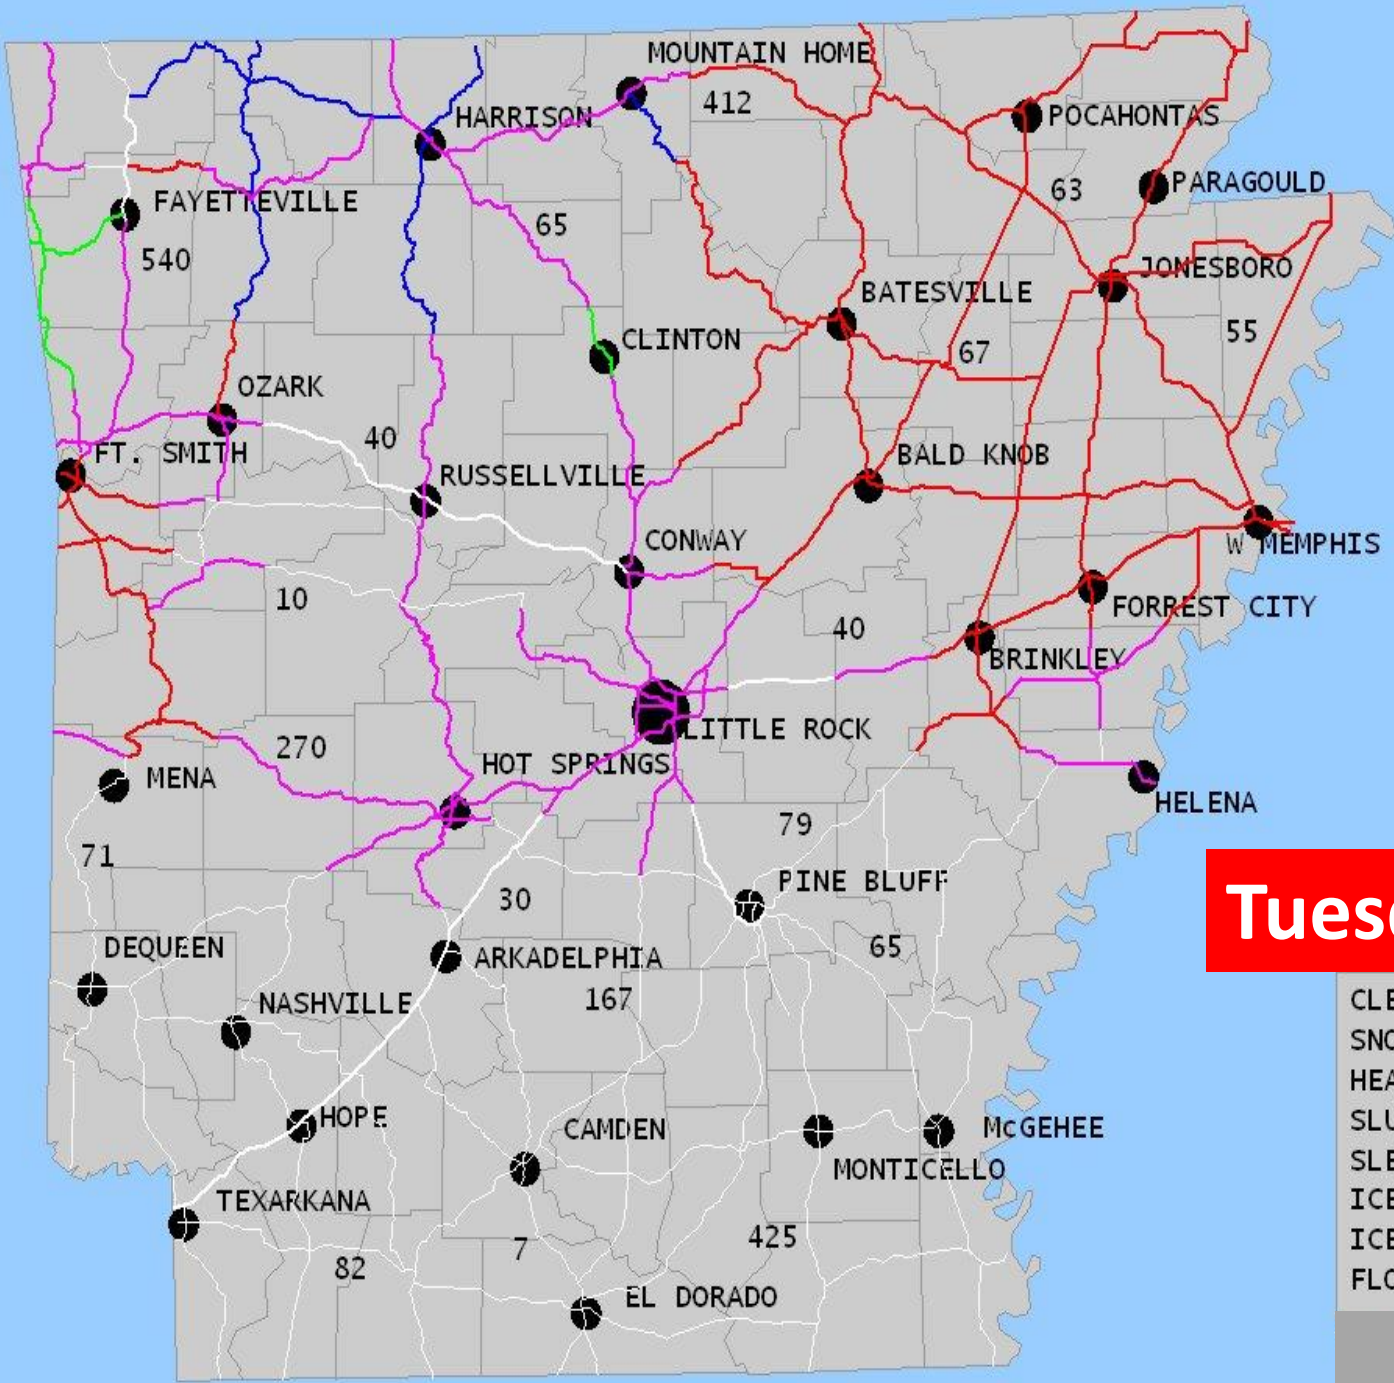 MOUNTAIN HOME
412
HARRISON
POCAHONTAS
63
PARAGOULD
FAYETTEVILLE
65
540
JONESBORO
BATESVILLE
55
CLINTON
67
OZARK
40
FT. SMITH
RUSSELLVILLE
BALD KNOB
CONWAY
W MEMPHIS
10
FORREST CITY
40
BRINKLEY
LITTLE ROCK
270
HOT SPRINGS
MENA
HELENA
79
71
PINE BLUFF
30
65
DEQUEEN
ARKADELPHIA
167
NASHVILLE
HOPE
CAMDEN
McGEHEE
MONTICELLO
TEXARKANA
425
7
82
EL DORADO